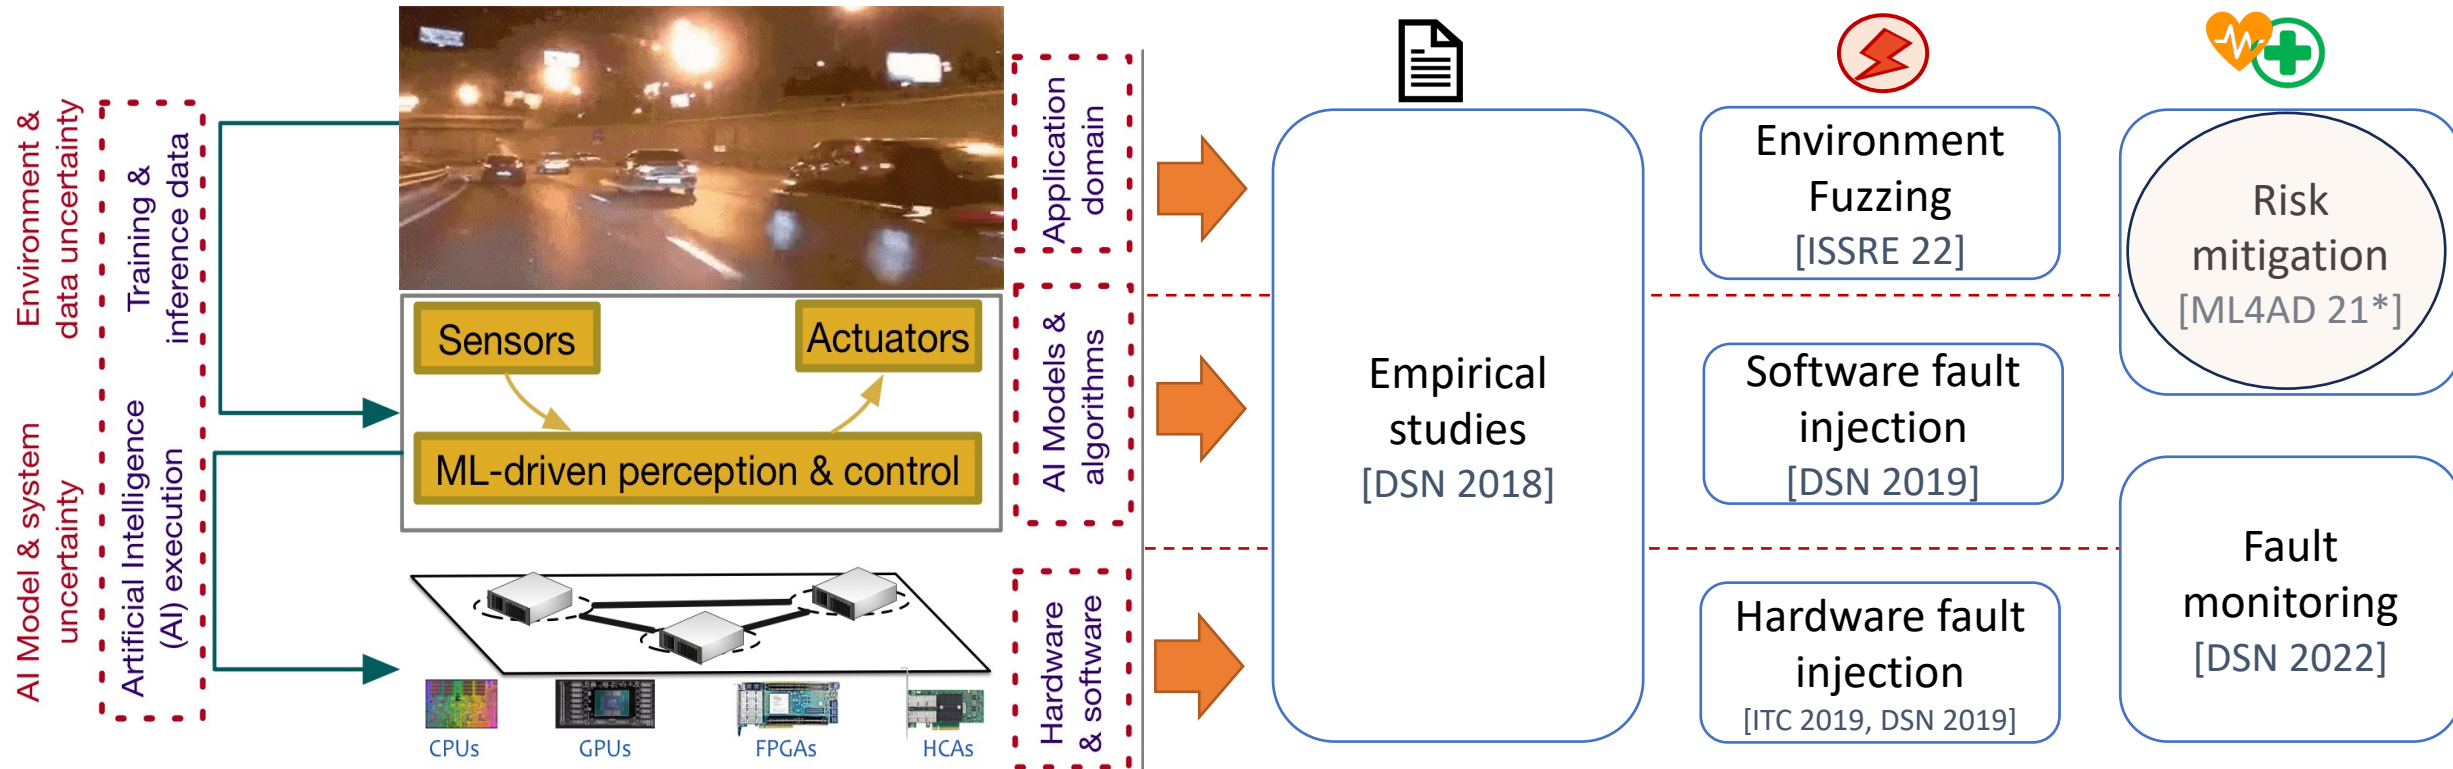 Environment &
data uncertainty
Training &
inference data
AI Model & system
uncertainty
Artificial Intelligence
(AI) execution
Sensors
Actuators
ML-driven perception & control
CPUs
GPUs
FPGAs
HCAs
Application
domain
AI Models &
algorithms
Hardware
& software
Empirical
studies
[DSN 2018]
Environment
Fuzzing
[ISSRE 22]
Software fault
injection
[DSN 2019]
Hardware fault
injection
[ITC 2019, DSN 2019]
Risk
mitigation
[ML4AD 21*]
Fault
monitoring
[DSN 2022]